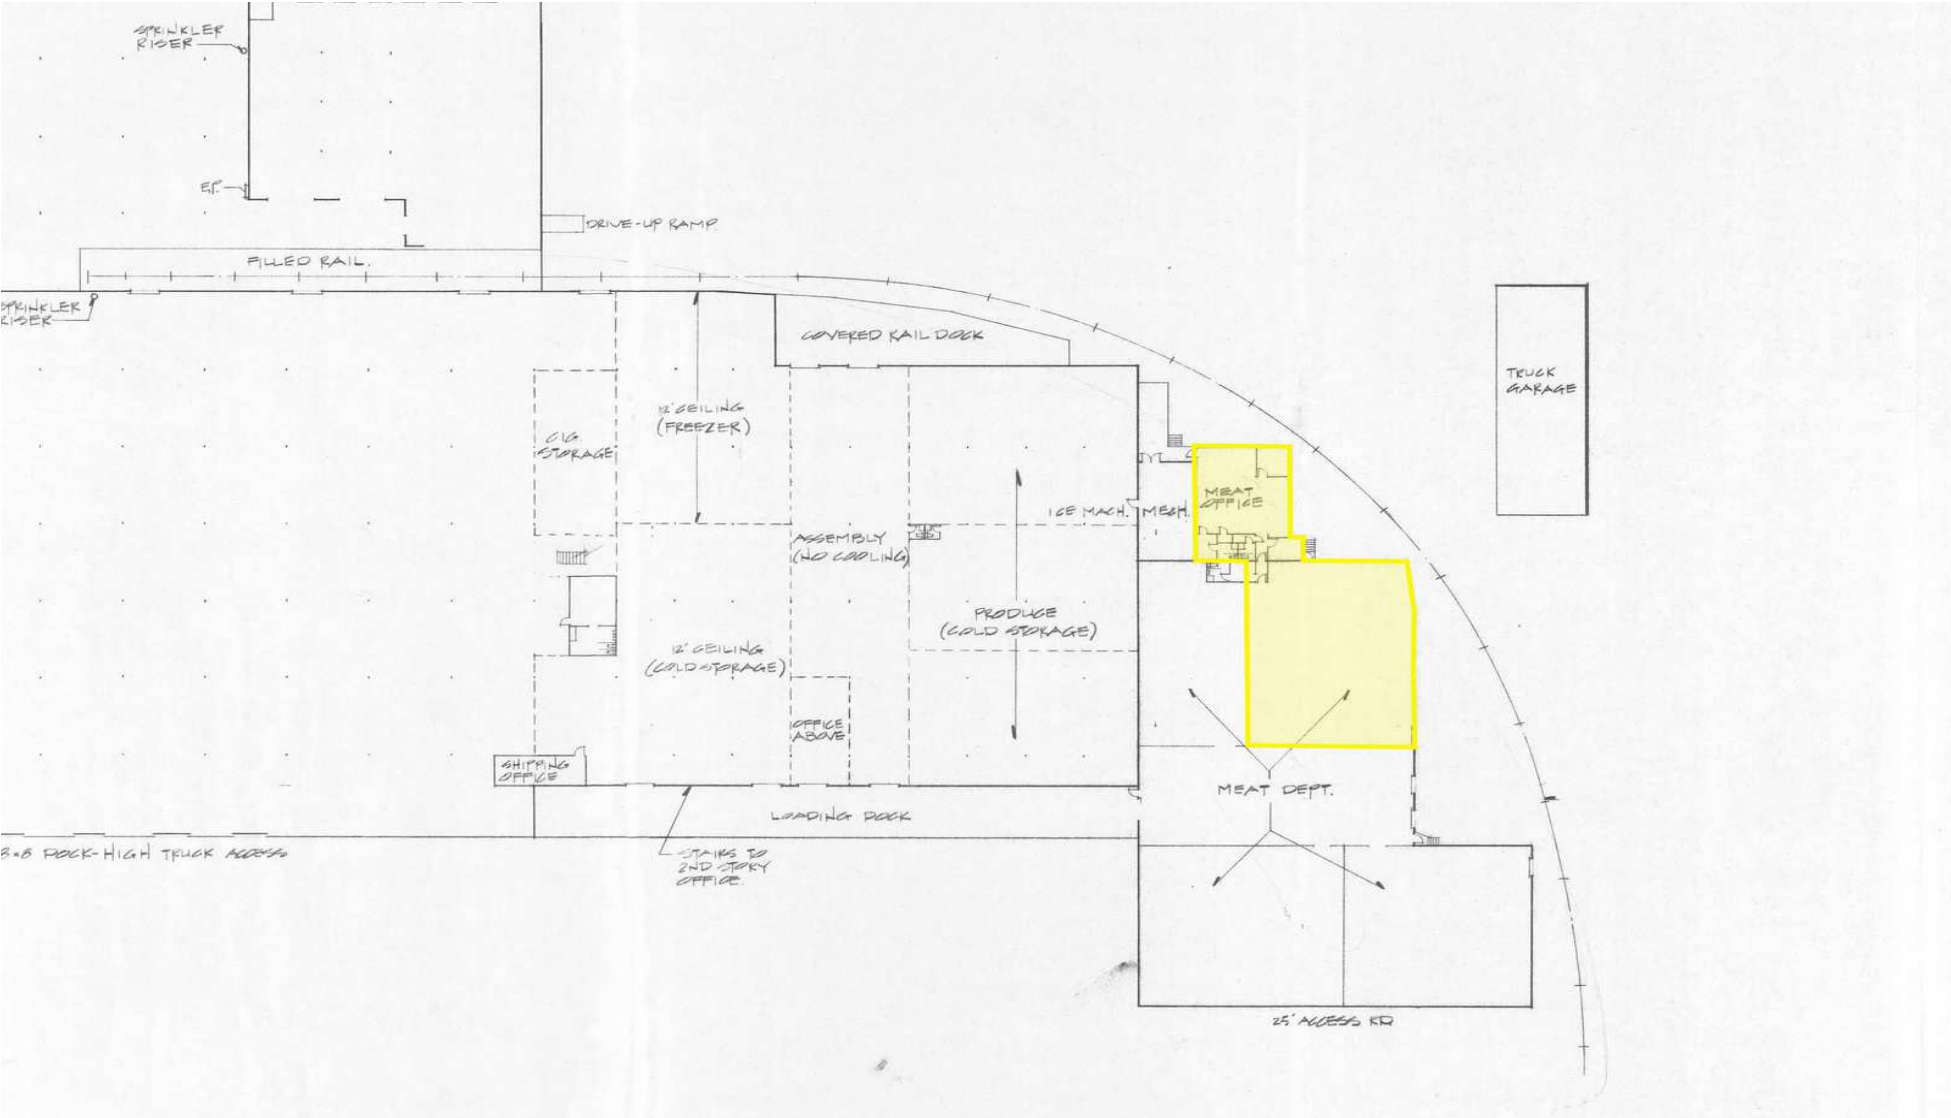 SPRINKLER
RISER
E.P.
DRIVE-UP RAMP.
FILLED RAIL.
SPRINKLER
RISER
COVERED RAIL DOCK
TRUCK
GARAGE
12' CEILING
(FREEZER)
CIG
STORAGE
MEAT
OFFICE
ICE MACH.
MECH.
ASSEMBLY
(NO COOLING)
PRODUCE
(COLD STORAGE)
12' CEILING
(COLD STORAGE)
OFFICE
ABOVE
SHIPPING
OFFICE
MEAT DEPT.
LOADING DOCK
8x8 DOCK-HIGH TRUCK ACCESS
STAIRS TO
2ND STORY
OFFICE.
25' ACCESS RD